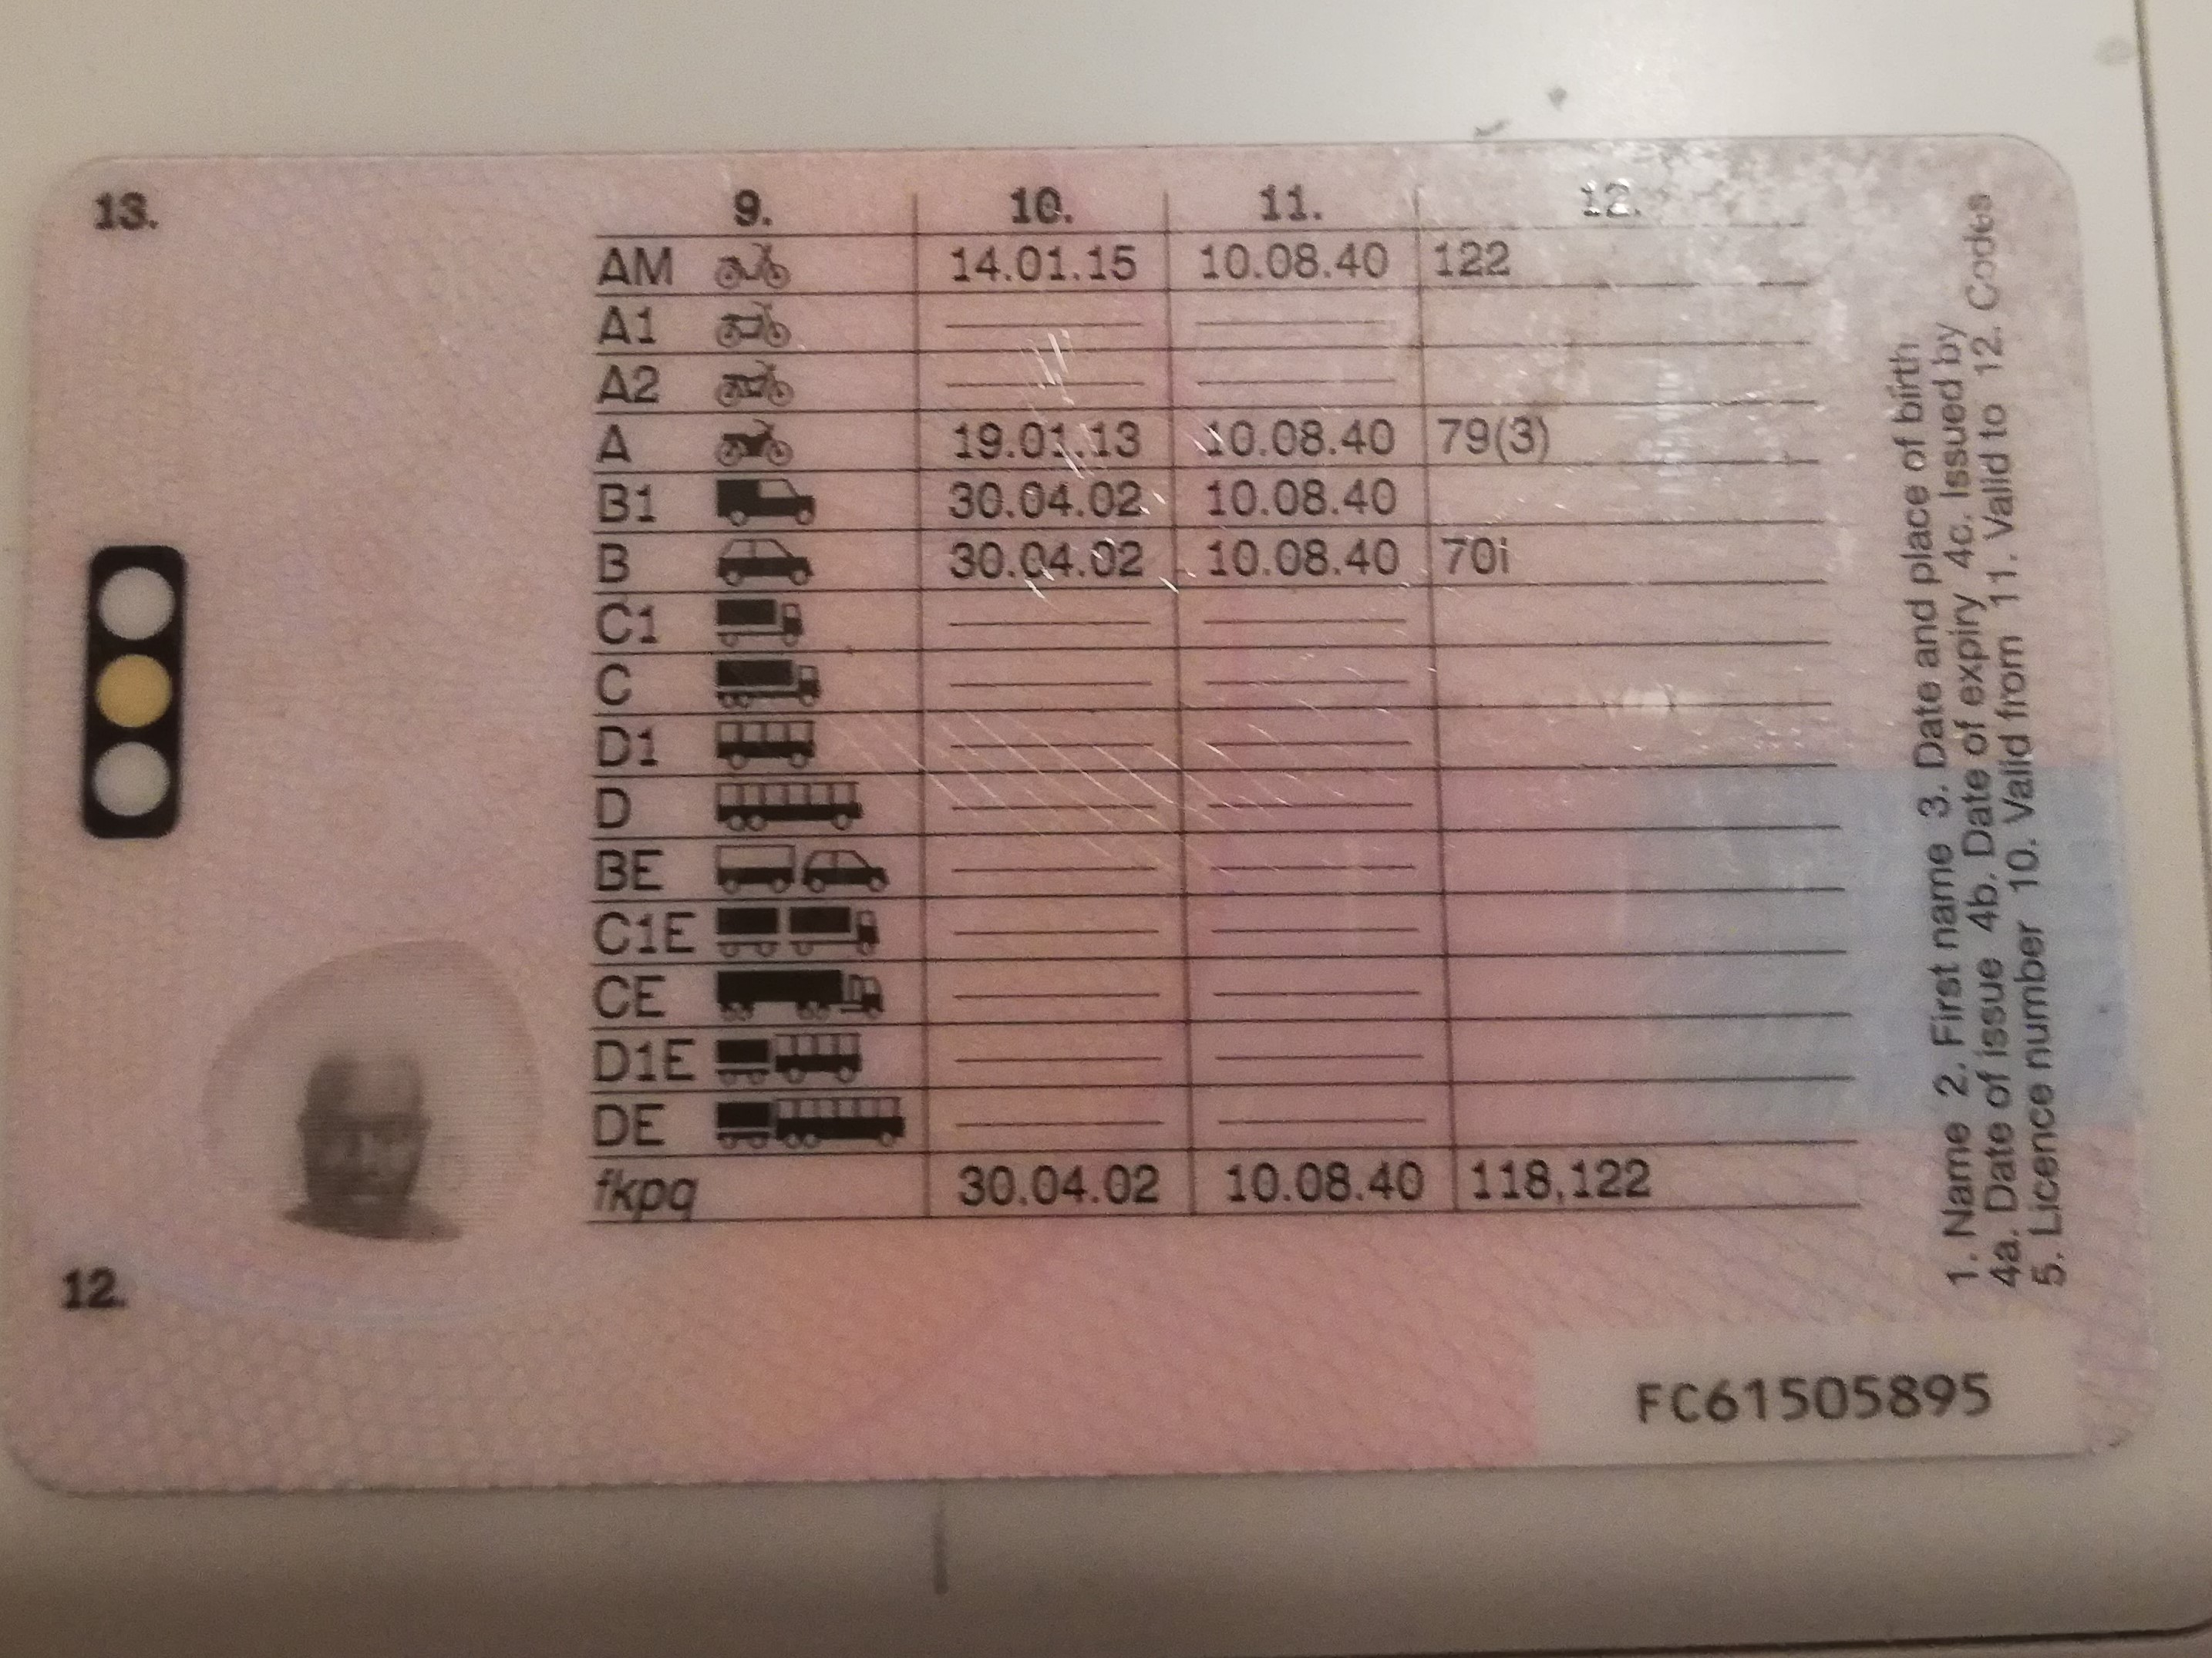 13. 9. 10. 11. 12.
AM 14.01.15 10.08.40 122
A1
A2
A 19.01.13 10.08.40 79(3)
B1 30.04.02 10.08.40
B 30.04.02 10.08.40 70i
C1
C
D1
D
BE
C1E
CE
D1E
DE
fkpq 30.04.02 10.08.40 118,122
12.
1. Name 2. First name 3. Date and place of birth
4a. Date of issue 4b. Date of expiry 4c. Issued by
5. Licence number 10. Valid from 11. Valid to 12. Codes
FC61505895